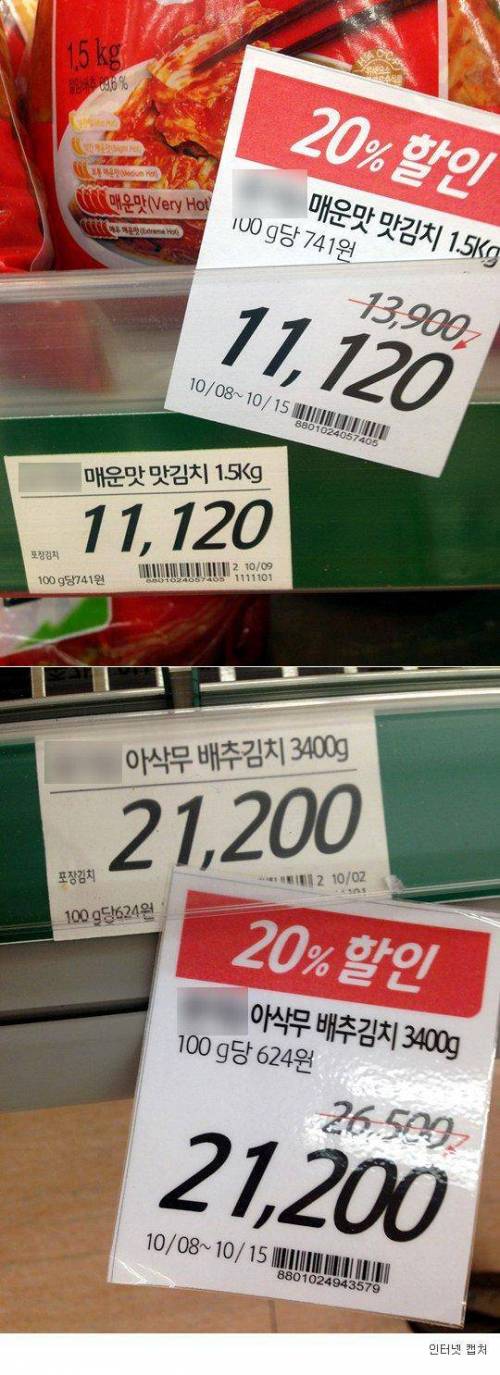 1.5 kg
매운맛(Very Hot
20% 할인
매운맛 맛김치 1.5Kg
100 g당 741원
13,900
11,120
10/08~10/15
8801024057405
매운맛 맛김치 1.5Kg
11,120
포장김치
100 g당741원
8801024057405
2 10/09
1111101
아삭무 배추김치 3400g
21,200
포장김치
2 10/02
100 g당624원
20% 할인
아삭무 배추김치 3400g
100 g당 624원
26,500
21,200
10/08~10/15
8801024943579
인터넷 캡처